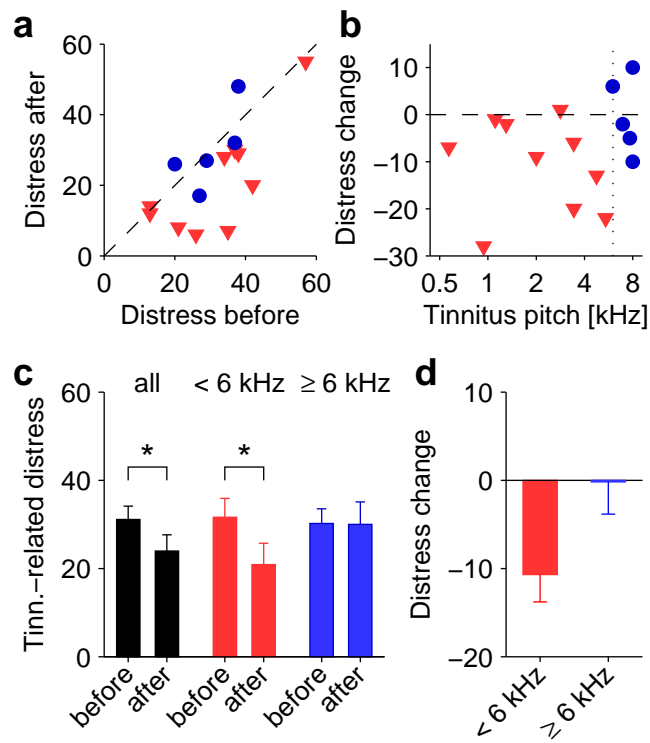 a
Distress after
60
40
20
0
0
20
40
60
Distress before
b
Distress change
10
0
−10
−20
−30
0.5
1
2
4
8
Tinnitus pitch [kHz]
c
all
< 6 kHz
≥ 6 kHz
Tinn.−related distress
60
40
20
0
*
*
before
after
before
after
before
after
d
Distress change
10
0
−10
−20
< 6 kHz
≥ 6 kHz